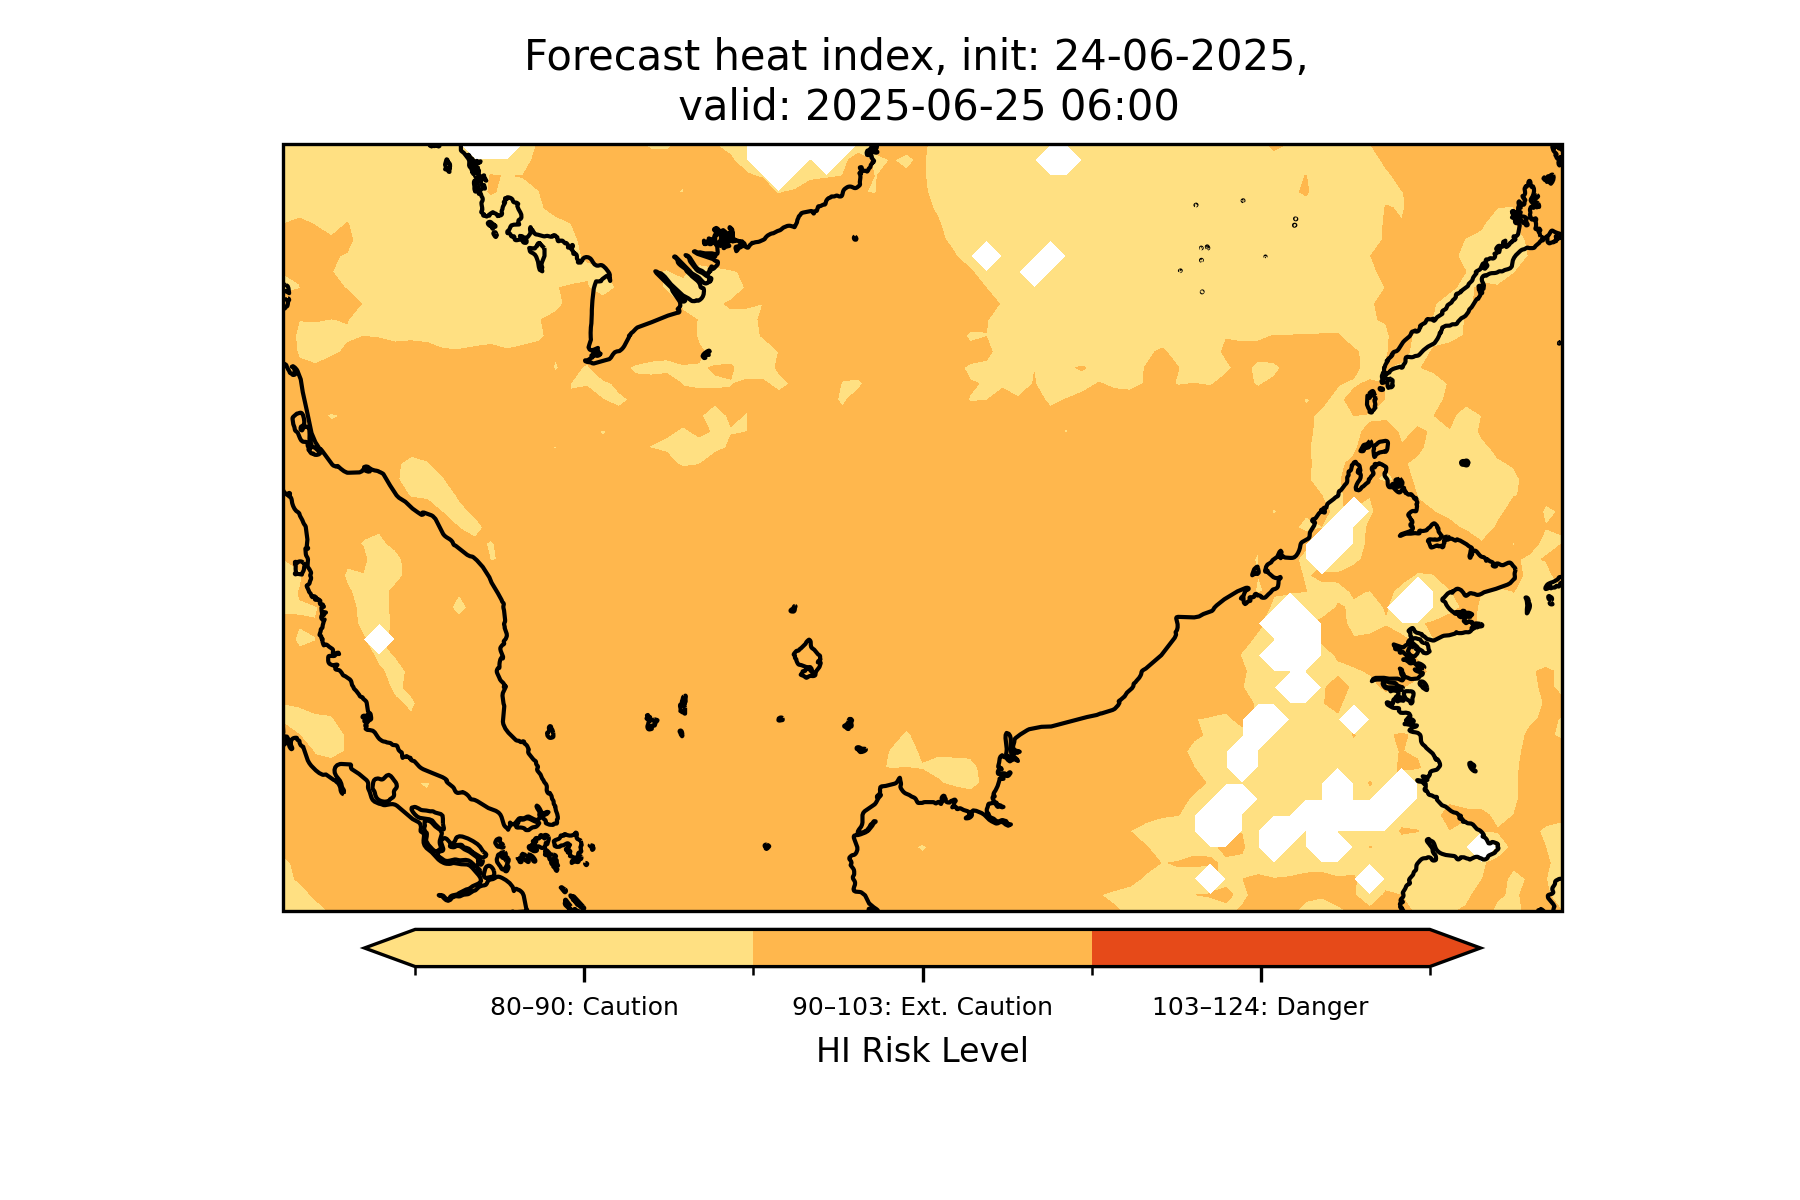 Forecast heat index, init: 24-06-2025,
valid: 2025-06-25 06:00
80–90: Caution
90–103: Ext. Caution
103–124: Danger
HI Risk Level